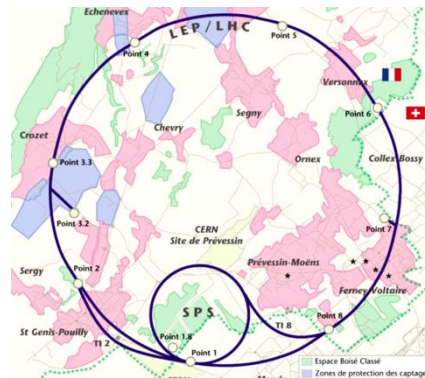 Echenevex
LEP/LHC
Point 4
Point 5
Versonnex
Point 6
Segny
Chevry
Crozet
Ornex
Collex-Bossy
Point 3.3
Point 3.2
Point 7
CERN
Site de Prévessin
Prévessin-Moëns
Sergy
Point 2
Ferney-Voltaire
SPS
St Genis-Pouilly
TI 2
TI 8
Point 8
Point 1.8
Point 1
Espace Boisé Classé
Zones de protection des captage